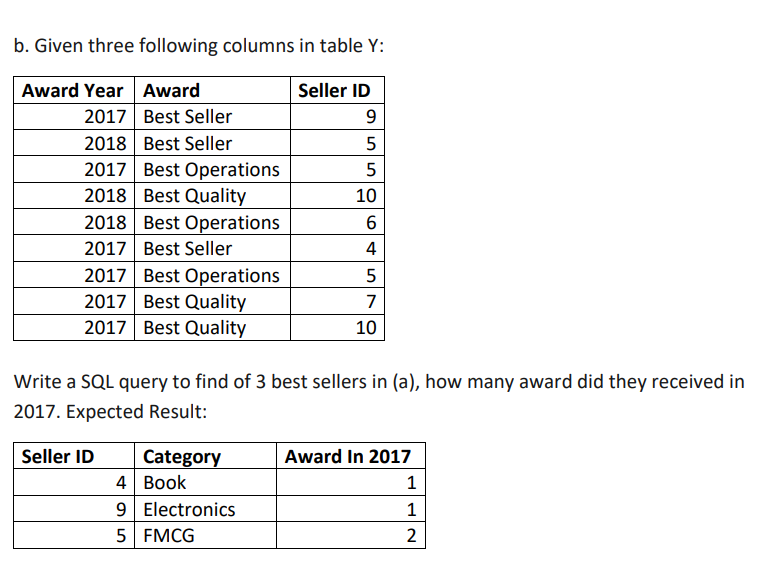 b. Given three following columns in table Y:
Award Year Award Seller ID
2017 Best Seller 9
2018 Best Seller 5
2017 Best Operations 5
2018 Best Quality 10
2018 Best Operations 6
2017 Best Seller 4
2017 Best Operations 5
2017 Best Quality 7
2017 Best Quality 10
Write a SQL query to find of 3 best sellers in (a), how many award did they received in
2017. Expected Result:
Seller ID Category Award In 2017
4 Book 1
9 Electronics 1
5 FMCG 2